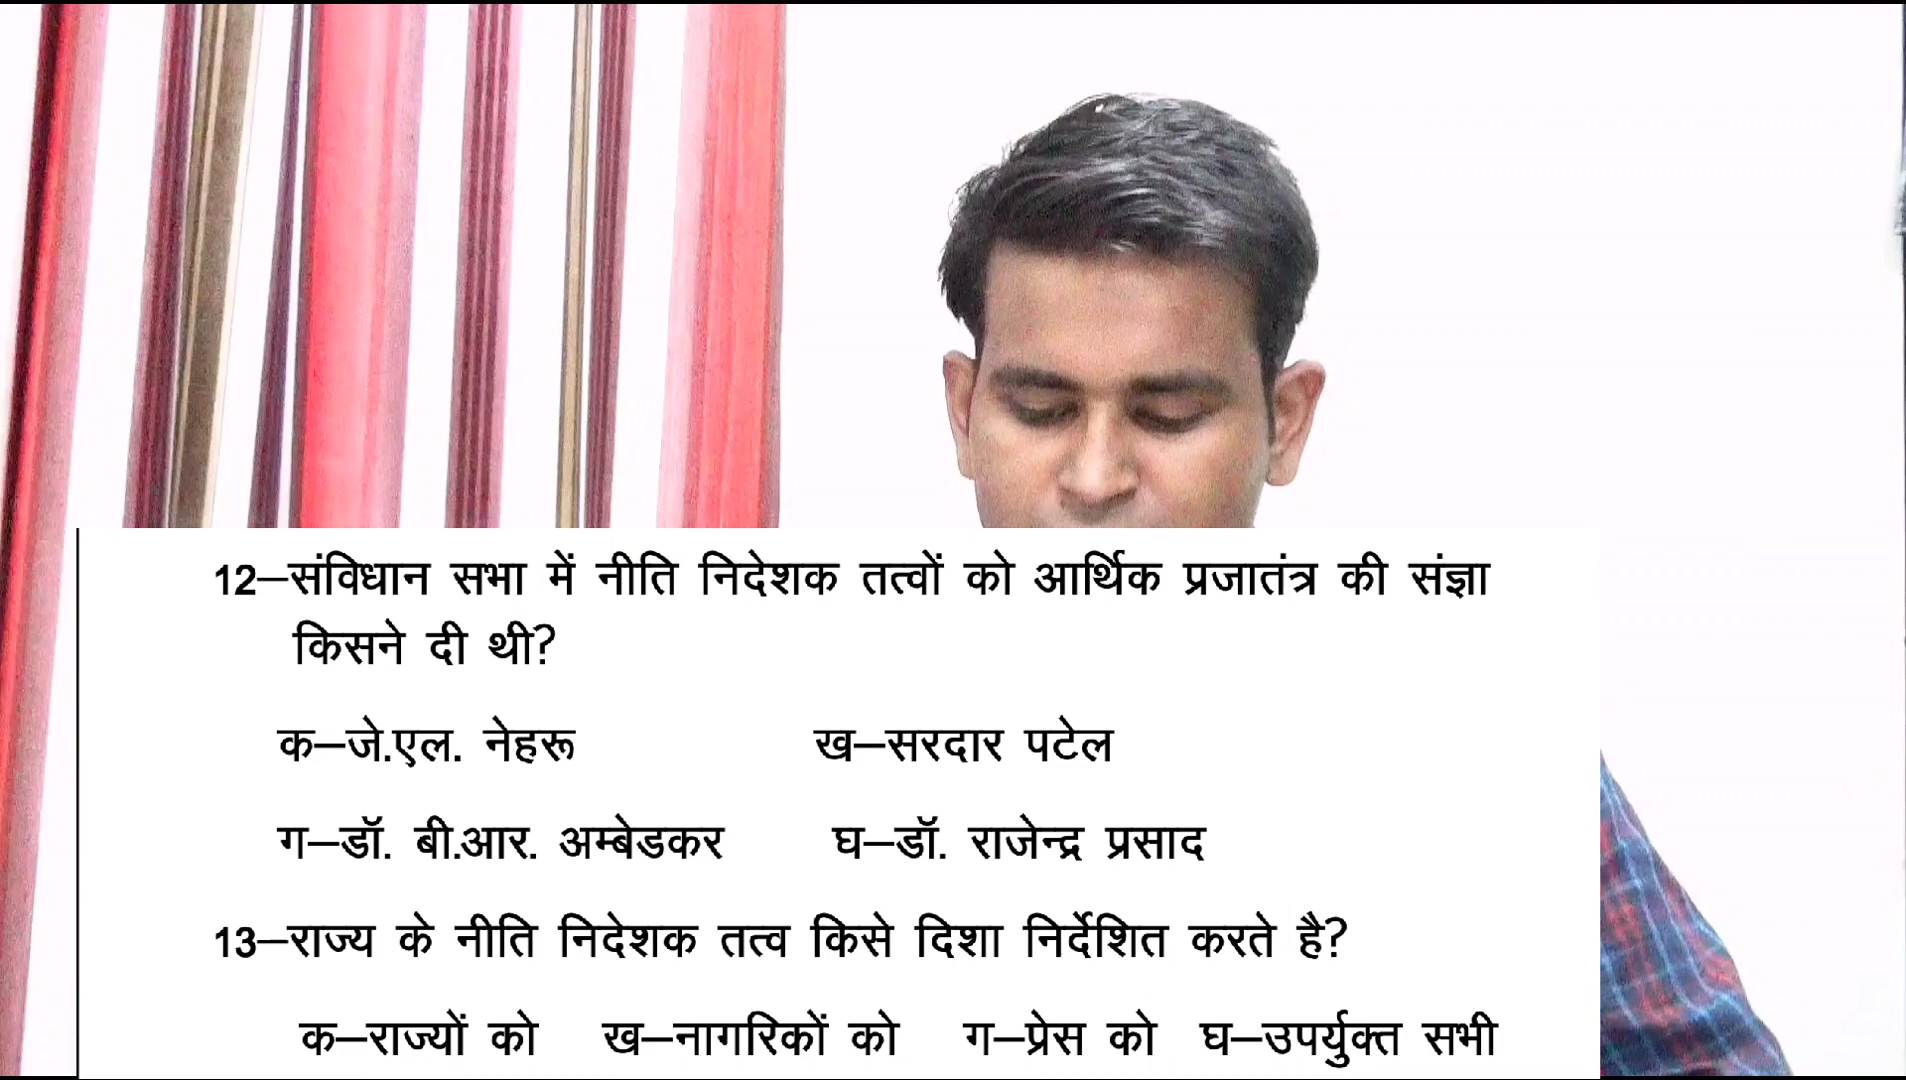 12–संविधान सभा में नीति निदेशक तत्वों को आर्थिक प्रजातंत्र की संज्ञा
किसने दी थी?
क–जे.एल. नेहरू ख–सरदार पटेल
ग–डॉ. बी.आर. अम्बेडकर घ–डॉ. राजेन्द्र प्रसाद
13–राज्य के नीति निदेशक तत्व किसे दिशा निर्देशित करते है?
क–राज्यों को ख–नागरिकों को ग–प्रेस को घ–उपर्युक्त सभी